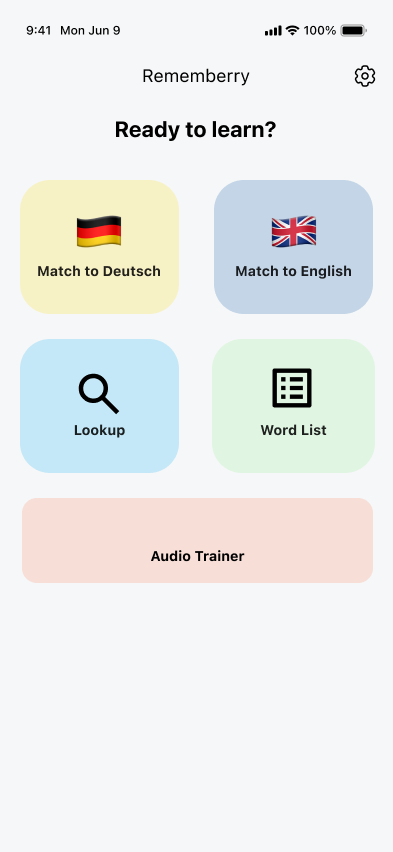 9:41 Mon Jun 9 100%
Rememberry
Ready to learn?
Match to Deutsch Match to English
Lookup Word List
Audio Trainer